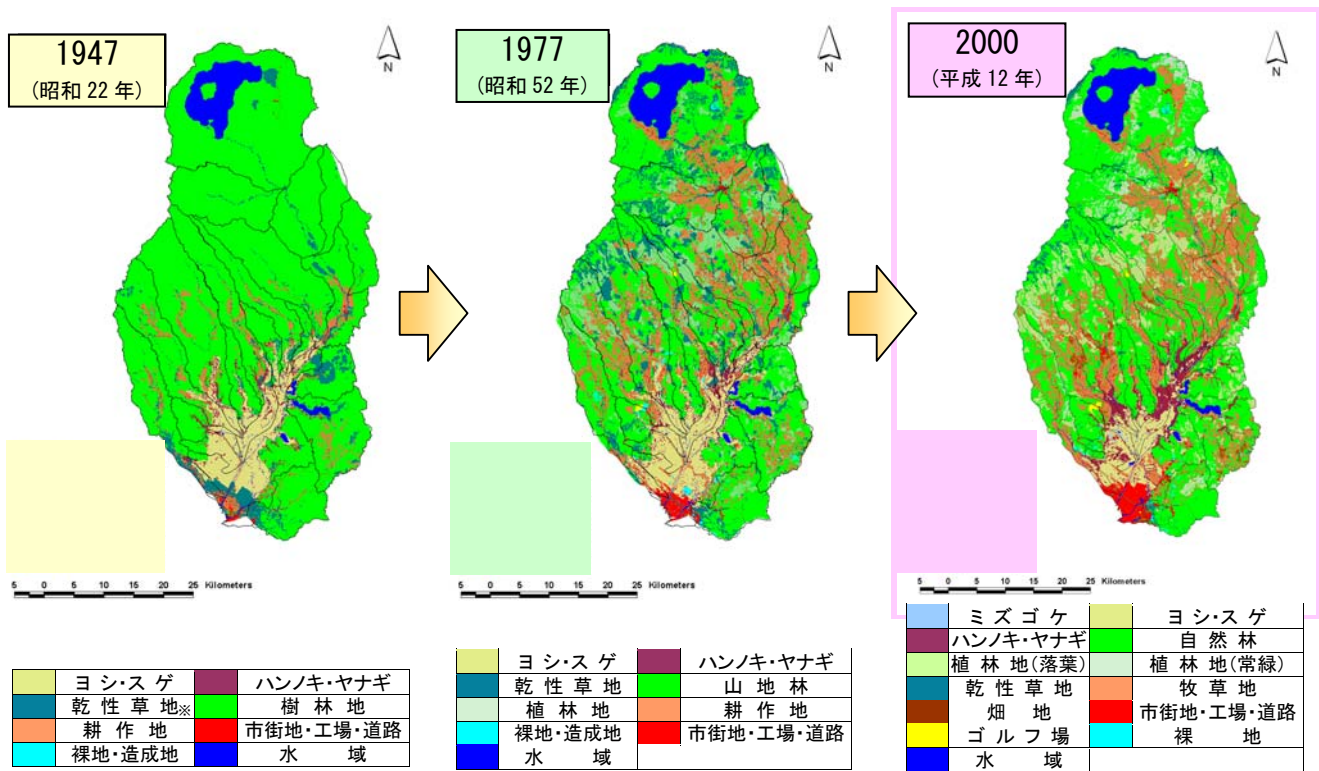 1947
(昭和 22 年)
N
1977
(昭和 52 年)
N
2000
(平成 12 年)
N
5 0 5 10 15 20 25 Kilometers
5 0 5 10 15 20 25 Kilometers
5 0 5 10 15 20 25 Kilometers
ヨシ・スゲ ハンノキ・ヤナギ
乾性草地※ 樹林地
耕作地 市街地・工場・道路
裸地・造成地 水域
ヨシ・スゲ ハンノキ・ヤナギ
乾性草地 山地林
植林地 耕作地
裸地・造成地 市街地・工場・道路
水域
ミズゴケ ヨシ・スゲ
ハンノキ・ヤナギ 自然林
植林地(落葉) 植林地(常緑)
乾性草地 牧草地
畑地 市街地・工場・道路
ゴルフ場 裸地
水域